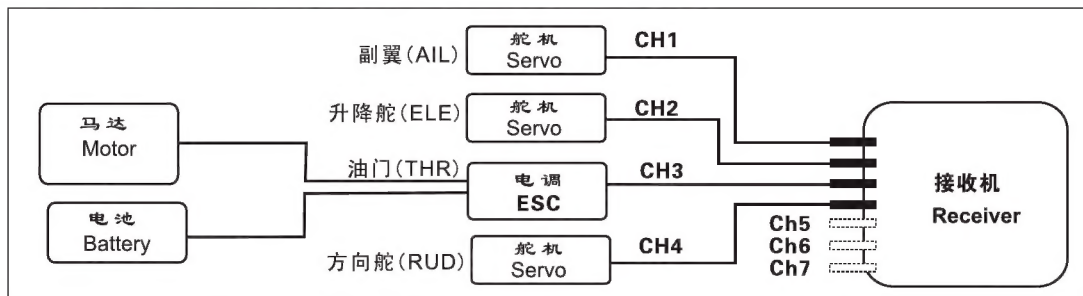 副翼(AIL)
舵机
Servo
CH1
升降舵(ELE)
舵机
Servo
CH2
马达
Motor
油门(THR)
电调
ESC
CH3
接收机
Receiver
电池
Battery
方向舵(RUD)
舵机
Servo
CH4
Ch5
Ch6
Ch7